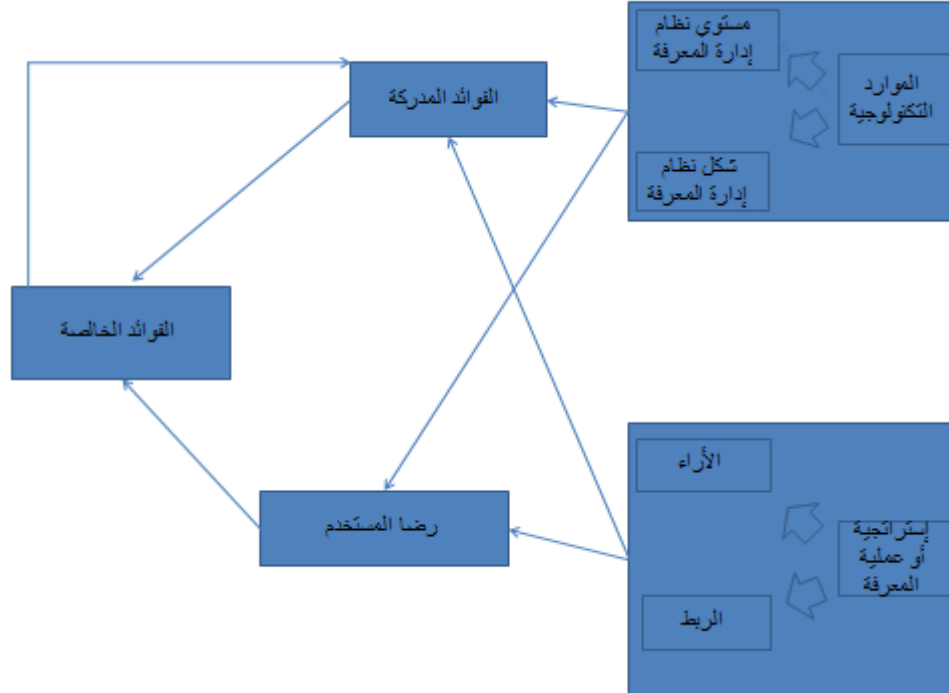 مستوي نظام
إدارة المعرفة
الموارد
التكنولوجية
شكل نظام
إدارة المعرفة
الفوائد المدركة
الفوائد الخالصة
الأراء
إستراتجية
أو عملية
المعرفة
الربط
رضا المستخدم